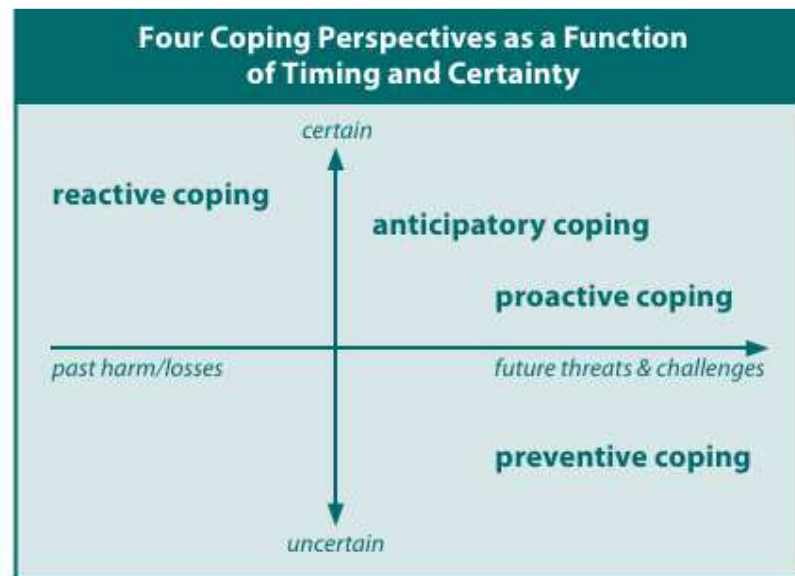 Four Coping Perspectives as a Function
of Timing and Certainty
certain
reactive coping
anticipatory coping
proactive coping
past harm/losses
future threats & challenges
preventive coping
uncertain